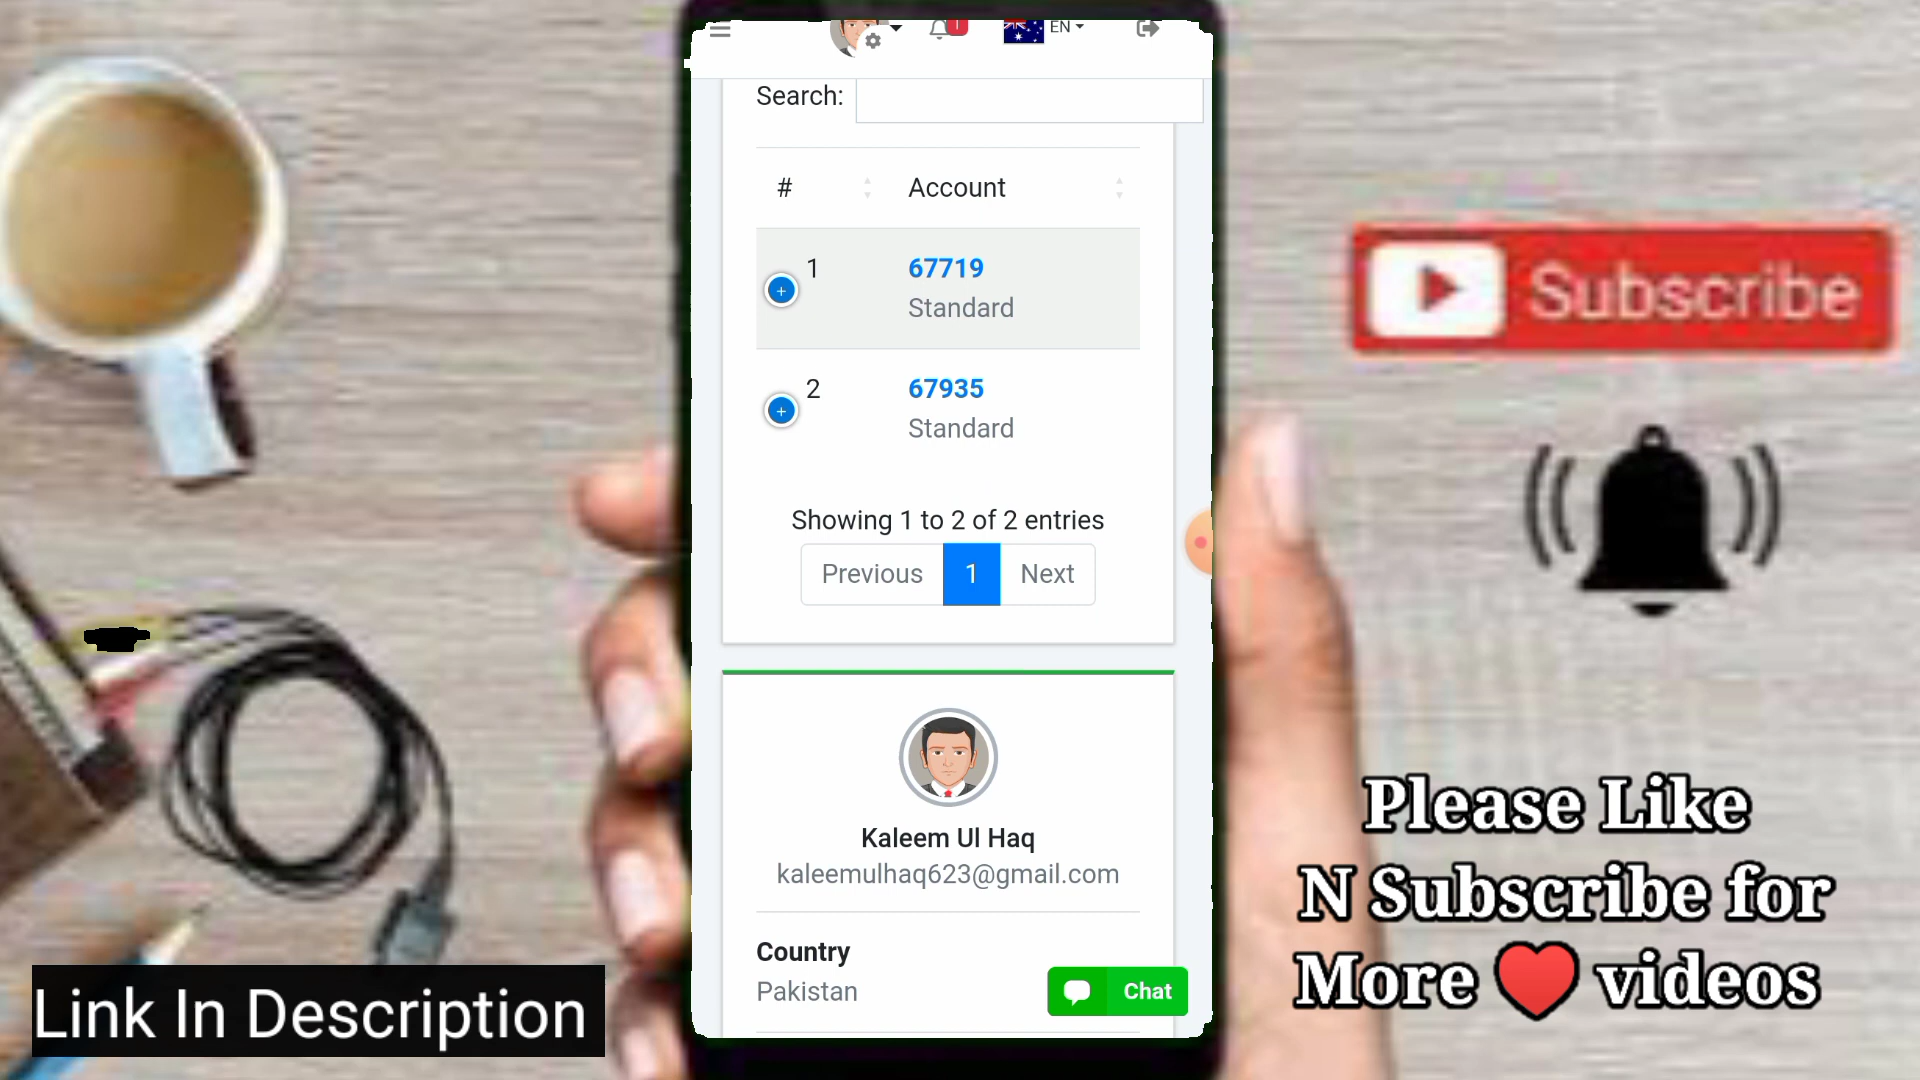 1
EN
Search:
# Account
1 67719
Standard
2 67935
Standard
Showing 1 to 2 of 2 entries
Previous 1 Next
Kaleem Ul Haq
kaleemulhaq623@gmail.com
Country
Pakistan
Chat
Link In Description
Subscribe
Please Like
N Subscribe for
More ❤ videos